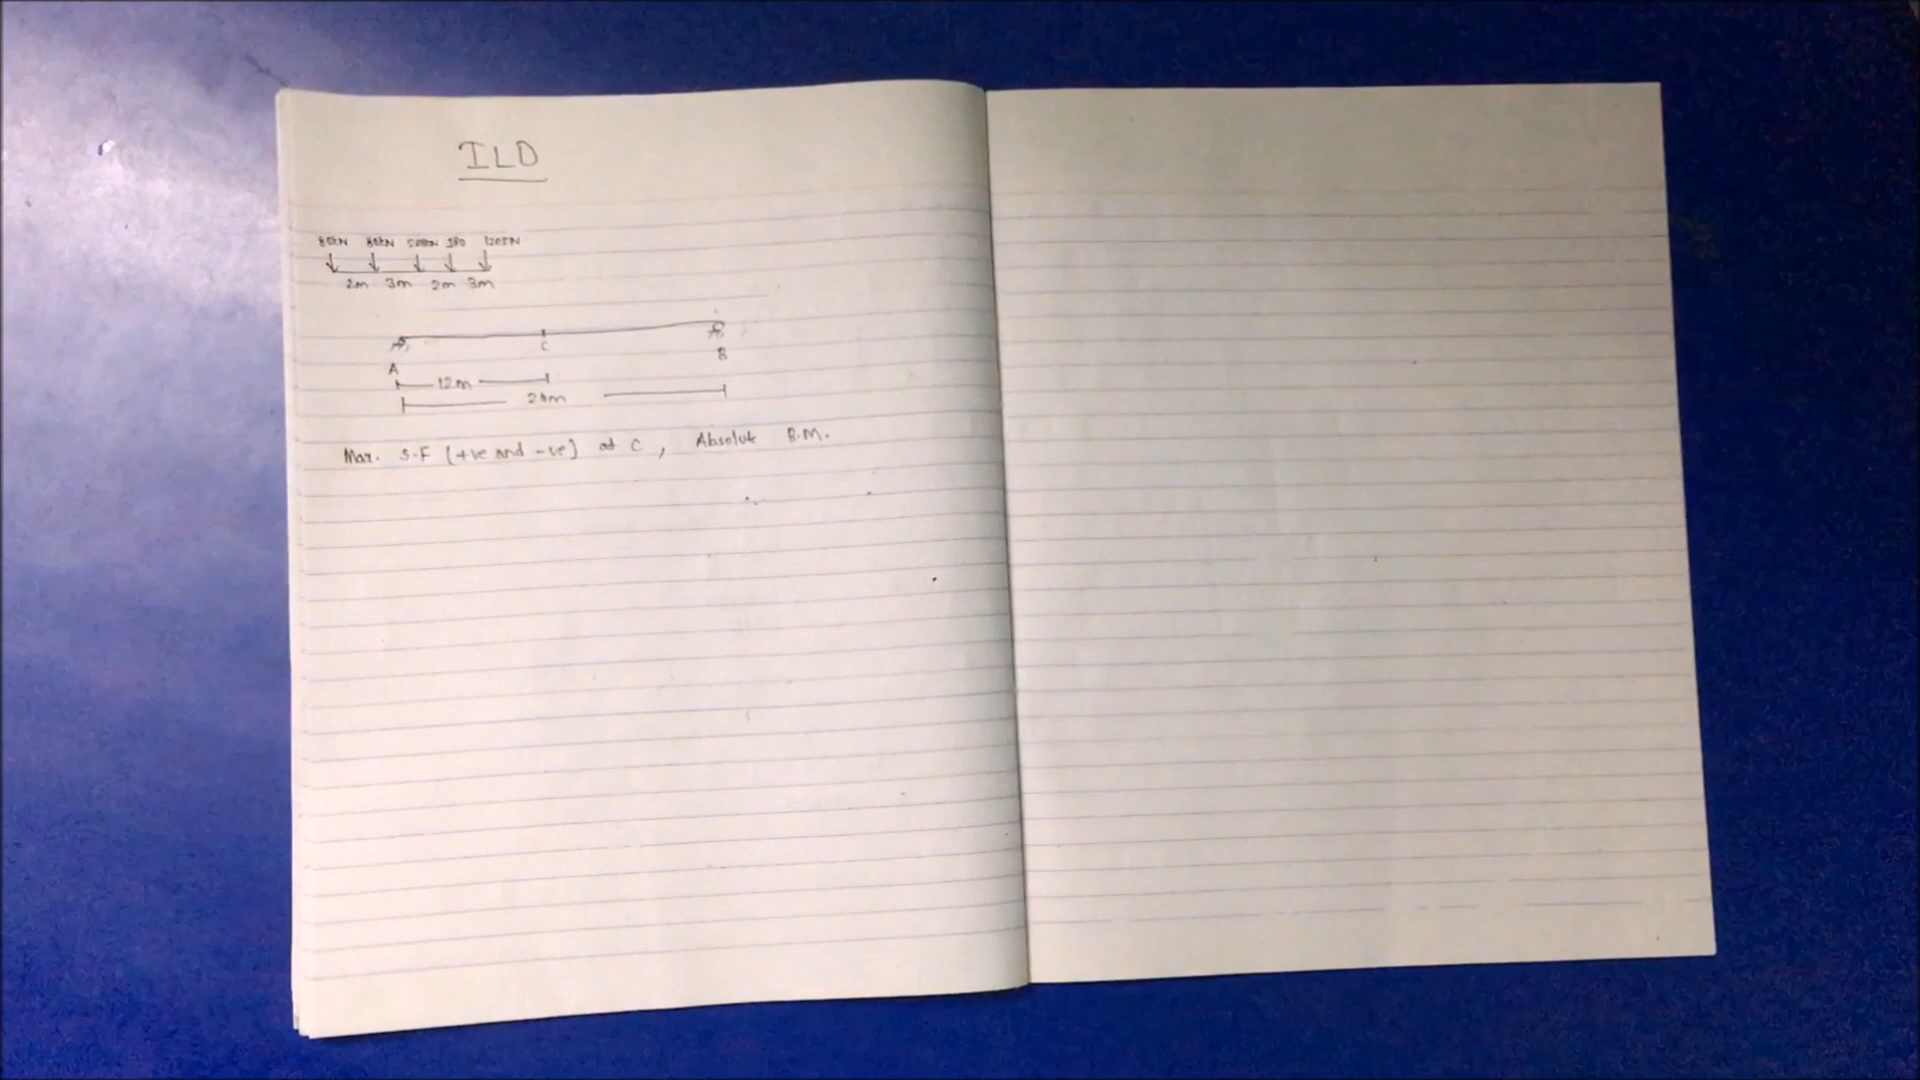 ILD
80kN 80kN 200kN 180 120kN
2m 3m 2m 3m
C
A B
12m
24m
Max. S.F (+ve and -ve) at C, Absolute B.M.